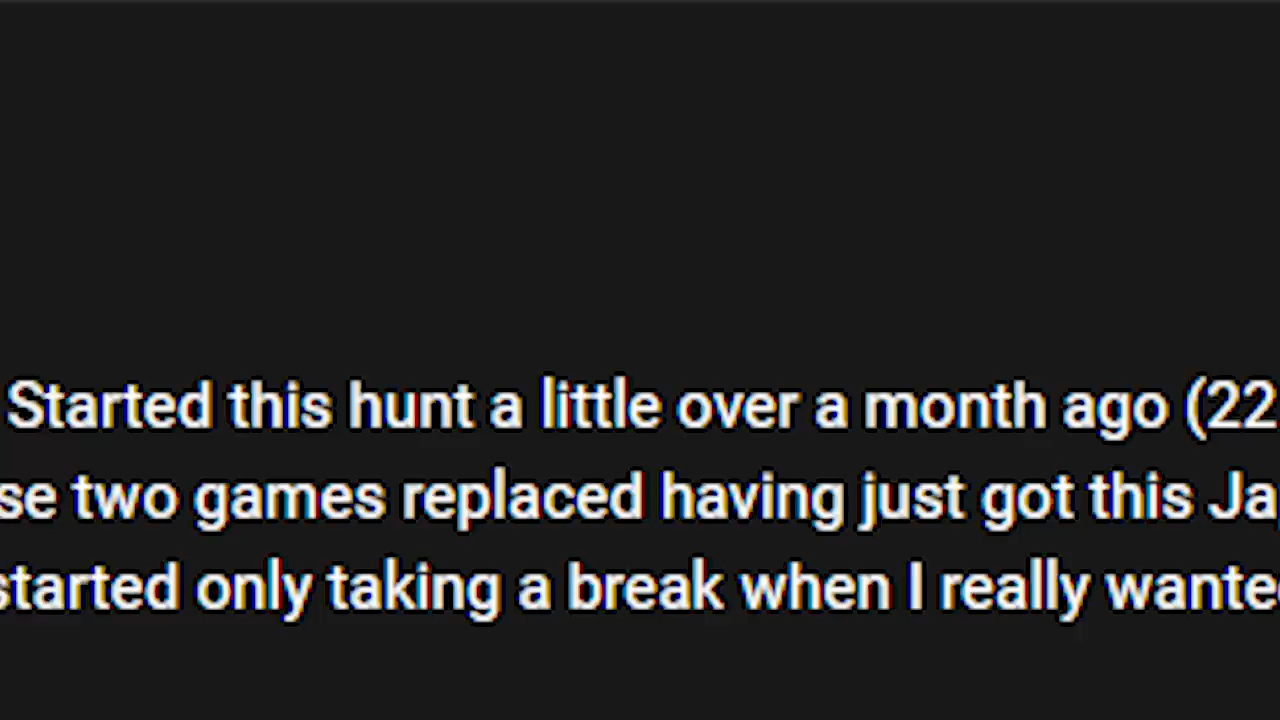 Started this hunt a little over a month ago (22
se two games replaced having just got this Ja
started only taking a break when I really wante